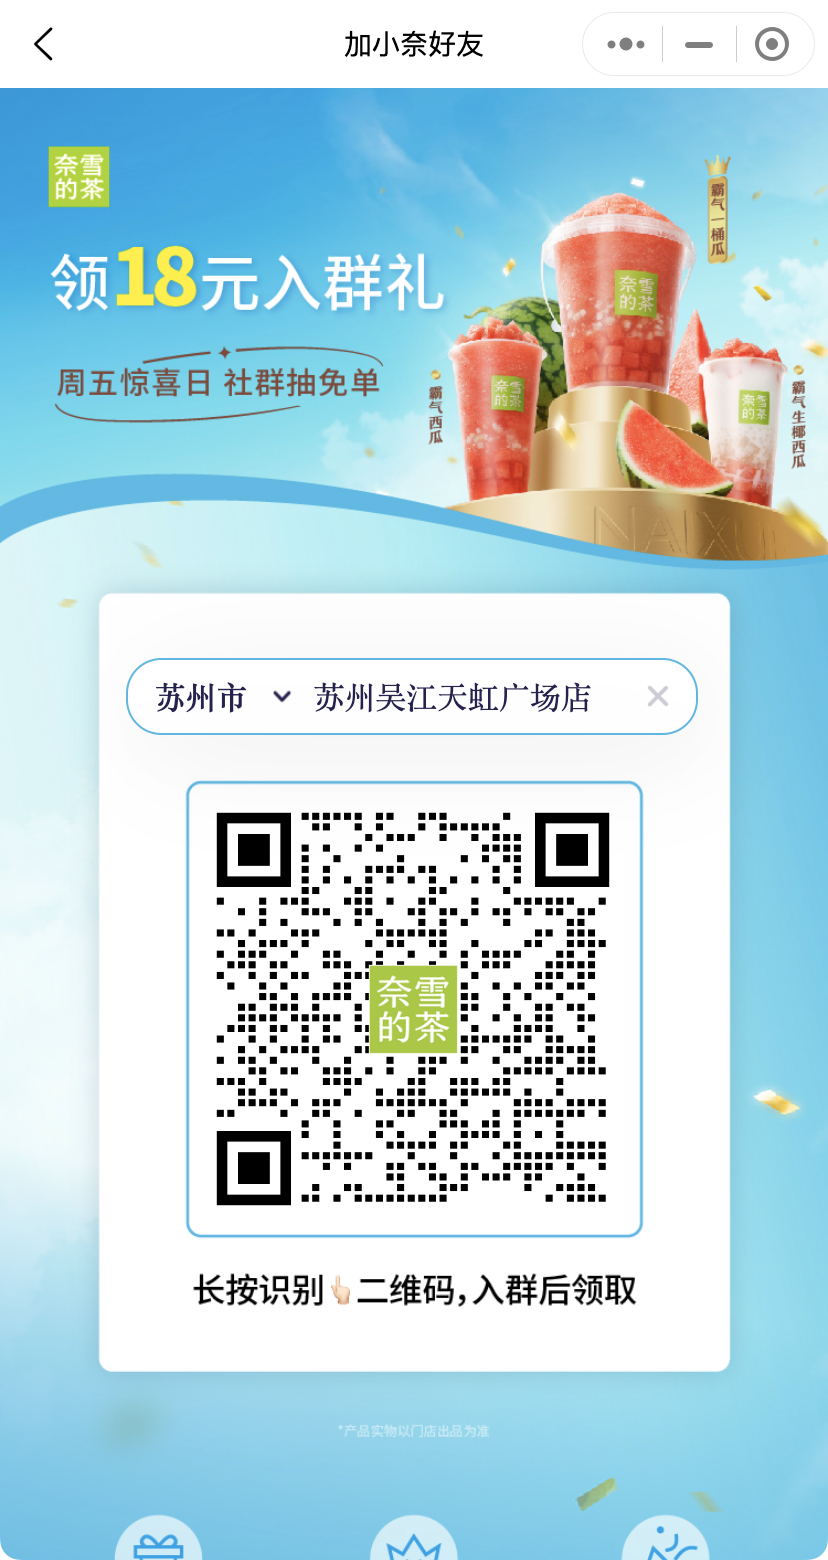 加小奈好友
奈雪
的茶
领18元入群礼
周五惊喜日 社群抽免单
霸气一桶瓜
奈雪
的茶
奈雪
的茶
奈雪
的茶
霸气西瓜
霸气生椰西瓜
NAIXUE
苏州市 苏州吴江天虹广场店
奈雪
的茶
长按识别👆🏻二维码,入群后领取
*产品实物以门店出品为准